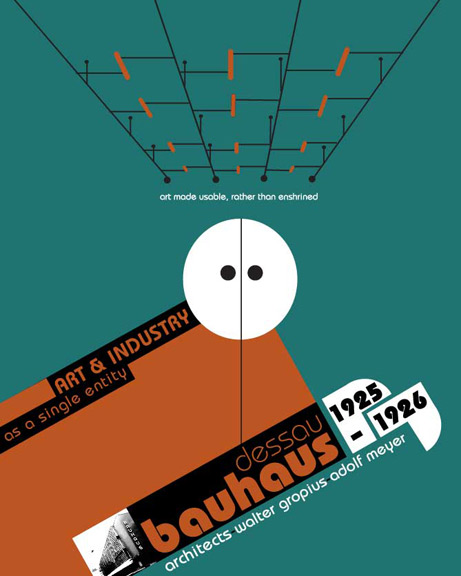 art made usable, rather than enshrined
ART & INDUSTRY
as a single entity
1925
- 1926
dessau
bauhaus
architects walter gropius adolf meyer